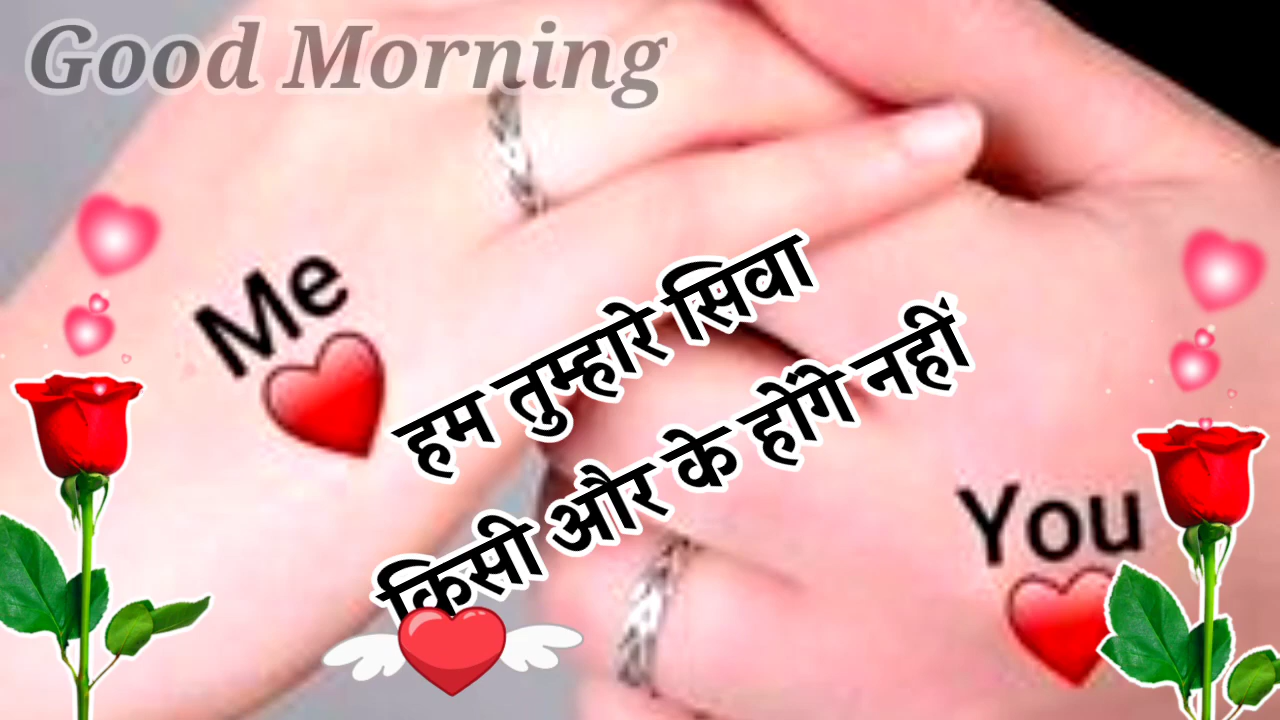 Good Morning
Me
हम तुम्हारे सिवा
किसी और के होंगे नहीं
You